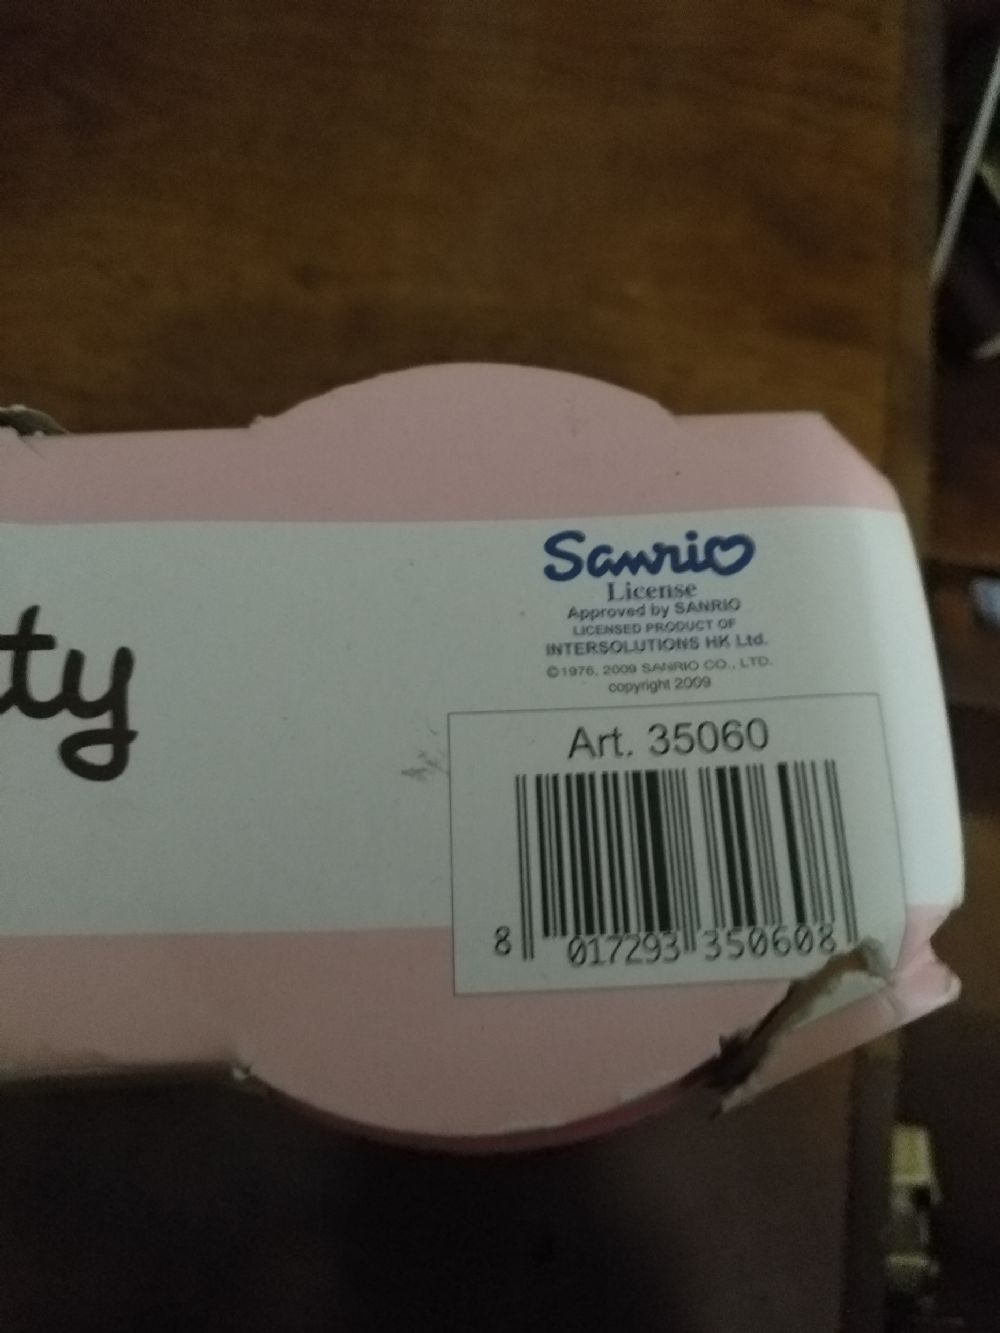 ty
Sanrio
License
Approved by SANRIO
LICENSED PRODUCT OF
INTERSOLUTIONS HK Ltd.
©1976, 2009 SANRIO CO., LTD.
copyright 2009
Art. 35060
8 017293 350608